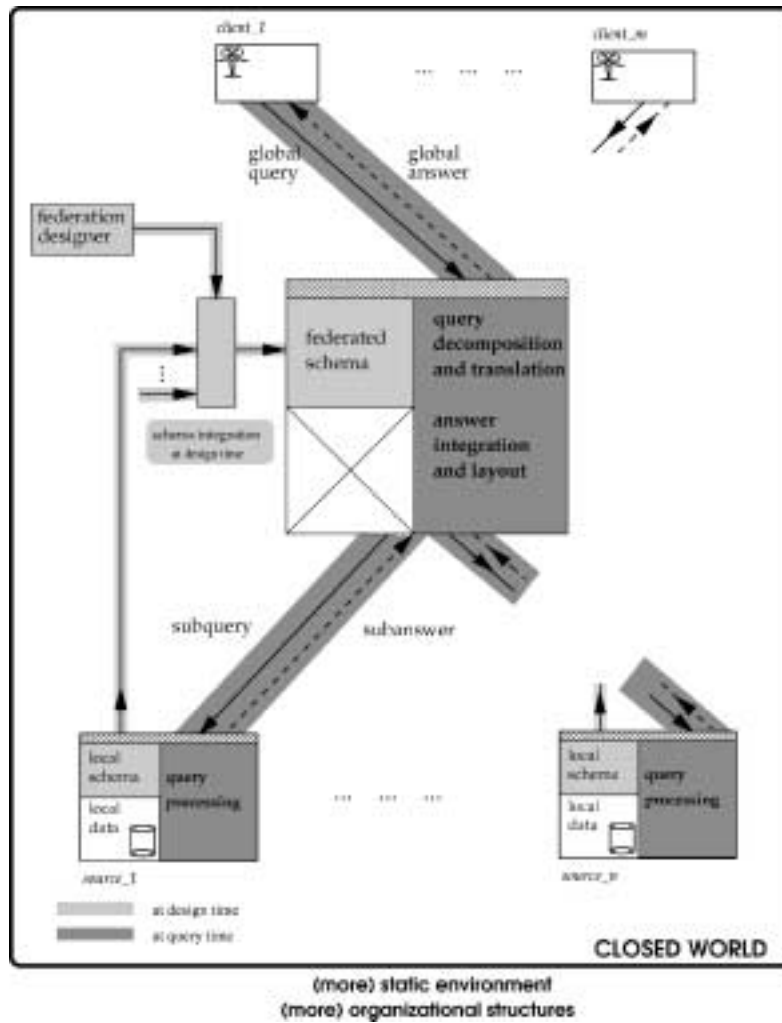 client_1
client_m
... ...
global
query
global
answer
federation
designer
federated
schema
query
decomposition
and translation
answer
integration
and layout
schema integration
at design time
subquery
subanswer
local
schema
local
data
query
processing
... ... ...
local
schema
local
data
query
processing
source_1
source_n
at design time
at query time
CLOSED WORLD
(more) static environment
(more) organizational structures